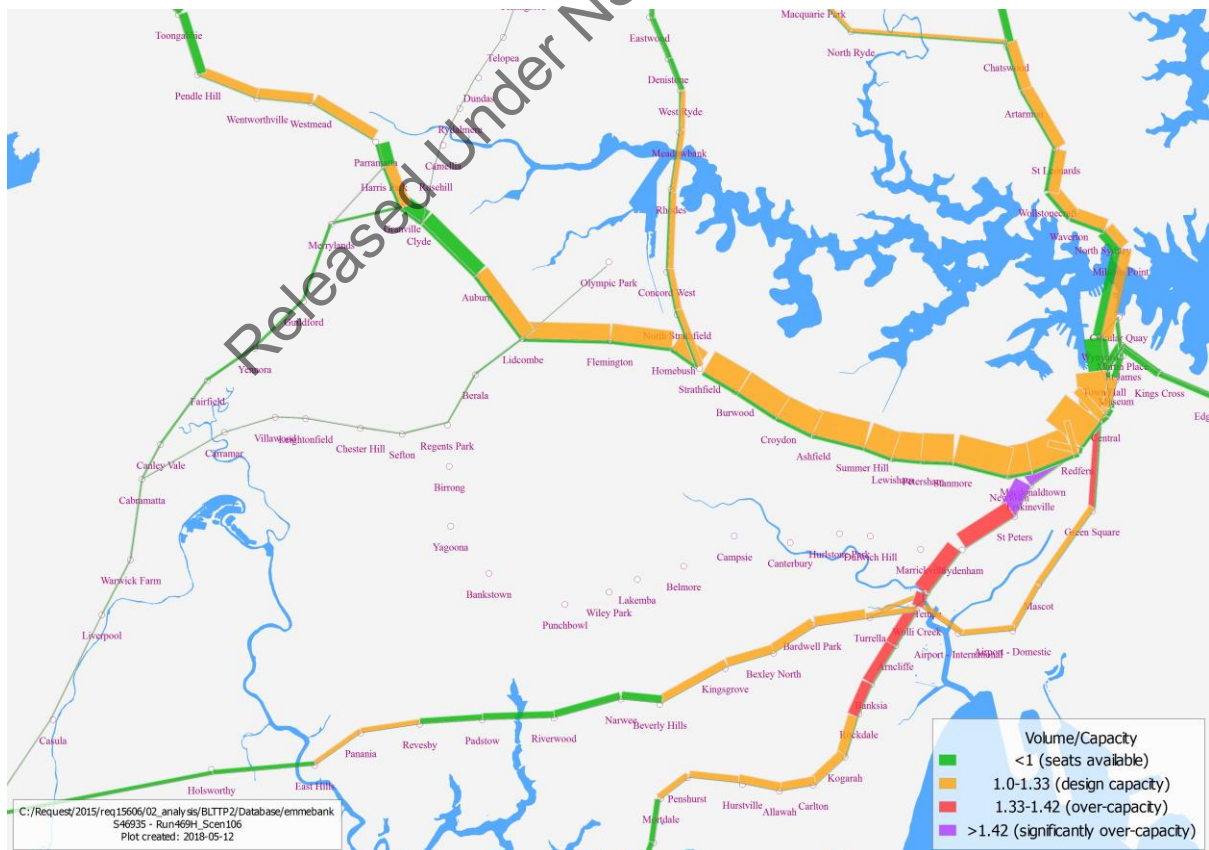 Toongabbie
Eastwood
Macquarie Park
North Ryde
Telopea
Denistone
Chatswood
Pendle Hill
Dundas
West Ryde
Artarmon
Wentworthville
Westmead
Rydalmere
Meadowbank
Parramatta
Camellia
St Leonards
Harris Park
Rosehill
Rhodes
Wollstonecraft
Granville
Clyde
Waverton
Merrylands
North Sydney
Olympic Park
Milsons Point
Auburn
Concord West
Guildford
North Strathfield
Circular Quay
Yennora
Lidcombe
Flemington
Homebush
Wynyard
Martin Place
St James
Strathfield
Town Hall
Kings Cross
Museum
Fairfield
Berala
Burwood
Edg
Villawood
Leightonfield
Croydon
Central
Carramar
Chester Hill
Sefton
Regents Park
Ashfield
Canley Vale
Summer Hill
Redfern
Lewisham
Petersham
Stanmore
Birrong
Macdonaldtown
Cabramatta
Newtown
Erskineville
Yagoona
St Peters
Green Square
Campsie
Canterbury
Hurlstone Park
Dulwich Hill
Marrickville
Sydenham
Warwick Farm
Bankstown
Belmore
Lakemba
Wiley Park
Punchbowl
Mascot
Liverpool
Tempe
Turrella
Wolli Creek
Bardwell Park
Airport - International
Airport - Domestic
Arncliffe
Bexley North
Kingsgrove
Banksia
Narwee
Beverly Hills
Casula
Riverwood
Padstow
Revesby
Panania
Rockdale
Kogarah
Holsworthy
East Hills
Penshurst
Mortdale
Hurstville
Allawah
Carlton
Released Under N
Volume/Capacity
<1 (seats available)
1.0-1.33 (design capacity)
1.33-1.42 (over-capacity)
>1.42 (significantly over-capacity)
C:/Request/2015/req15606/02_analysis/BLTTP2/Database/emmebank
S46935 - Run469H_Scen106
Plot created: 2018-05-12